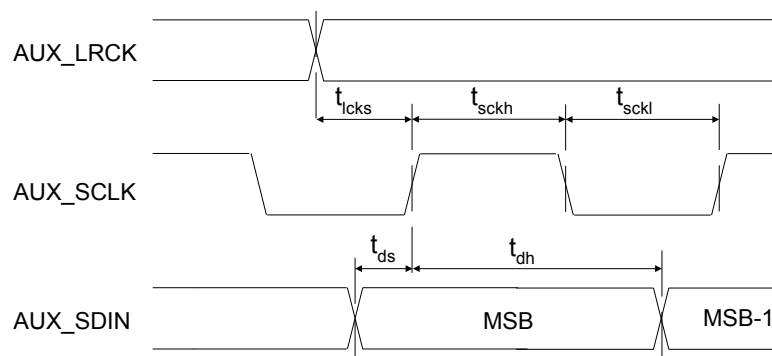 AUX_LRCK
t_lcks t_sckh t_sckl
AUX_SCLK
t_ds t_dh
AUX_SDIN MSB MSB-1